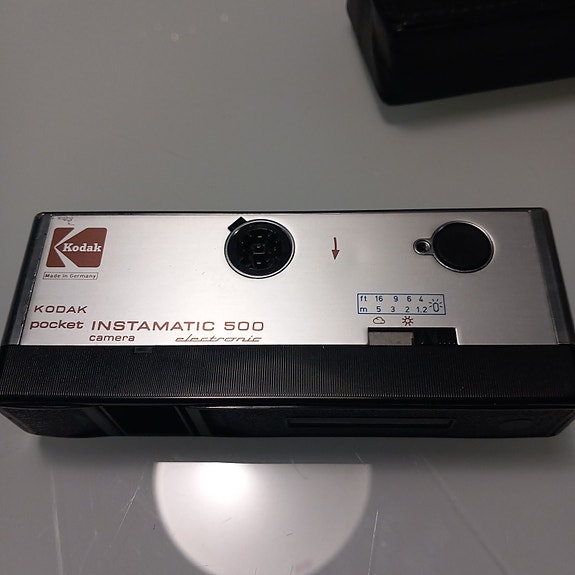 Kodak
Made in Germany
KODAK
pocket INSTAMATIC 500
camera electronic
ft 16 9 6 4
m 5 3 2 1.2